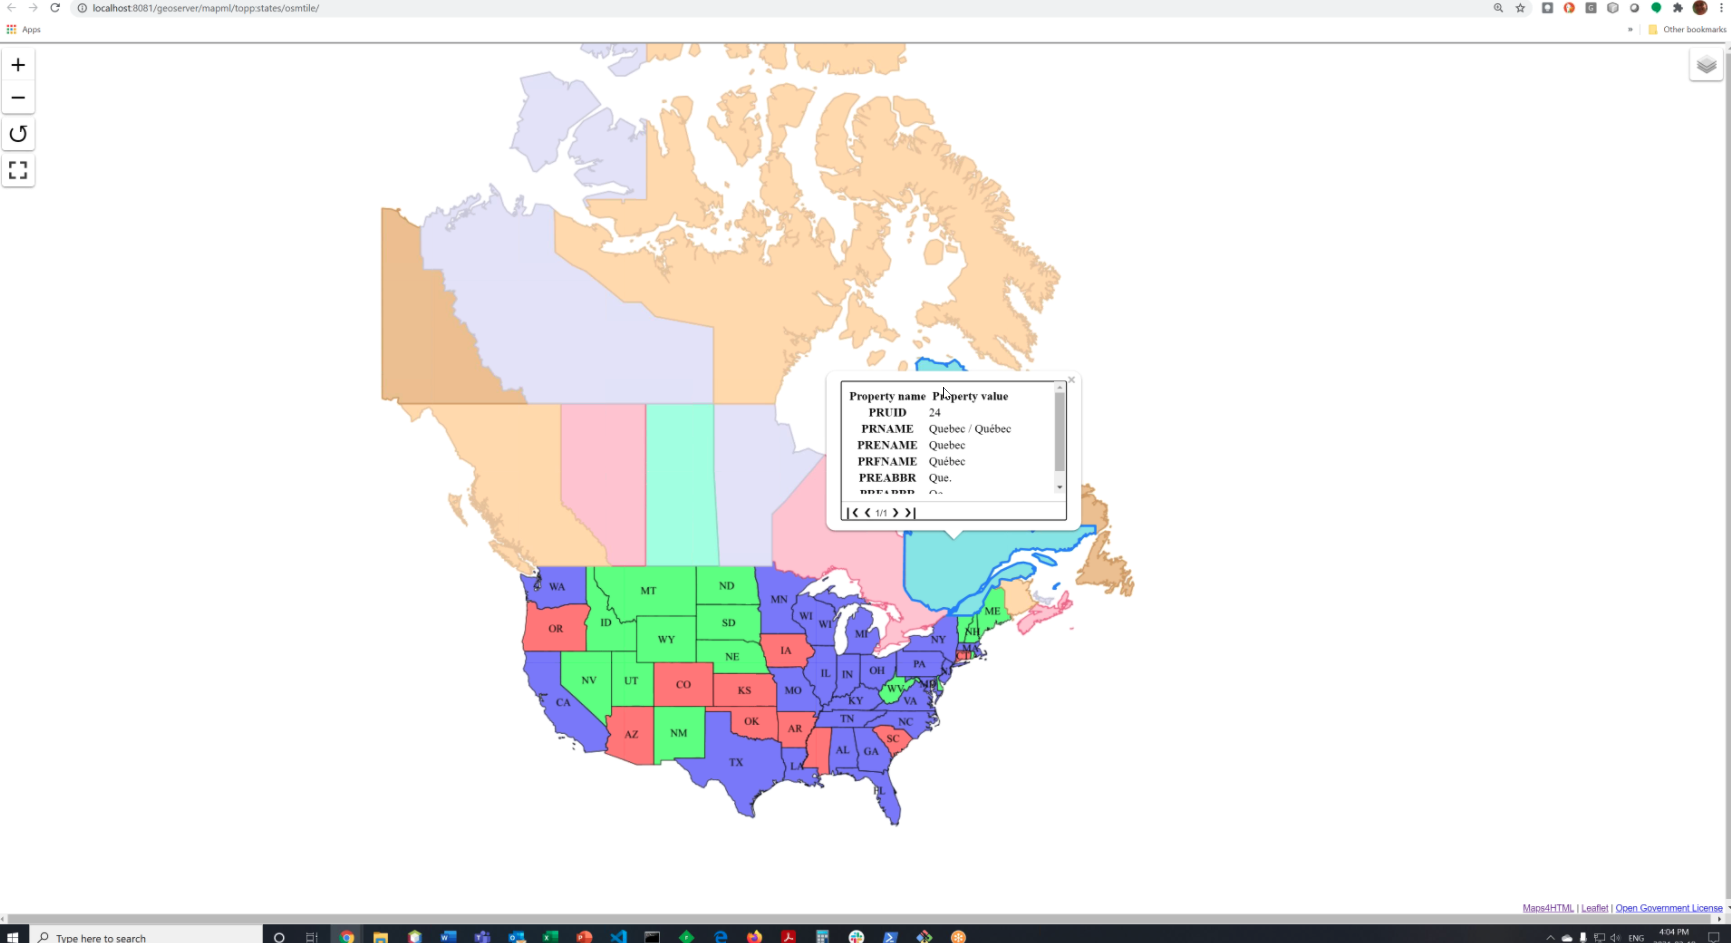 localhost:8081/geoserver/mapml/topp:states/osmtile/
Apps
» Other bookmarks
+
−
Property name Property value
PRUID 24
PRNAME Quebec / Québec
PRENAME Quebec
PRFNAME Québec
PREABBR Que.
1/1
WA MT ND MN
OR ID SD WI WI MI NY NH ME
WY NE IA PA MA
NV UT CO KS MO IL IN OH WV VA
CA KY
AZ NM OK AR TN NC SC
TX LA AL GA
FL
Maps4HTML | Leaflet | Open Government License
Type here to search
ENG
4:04 PM